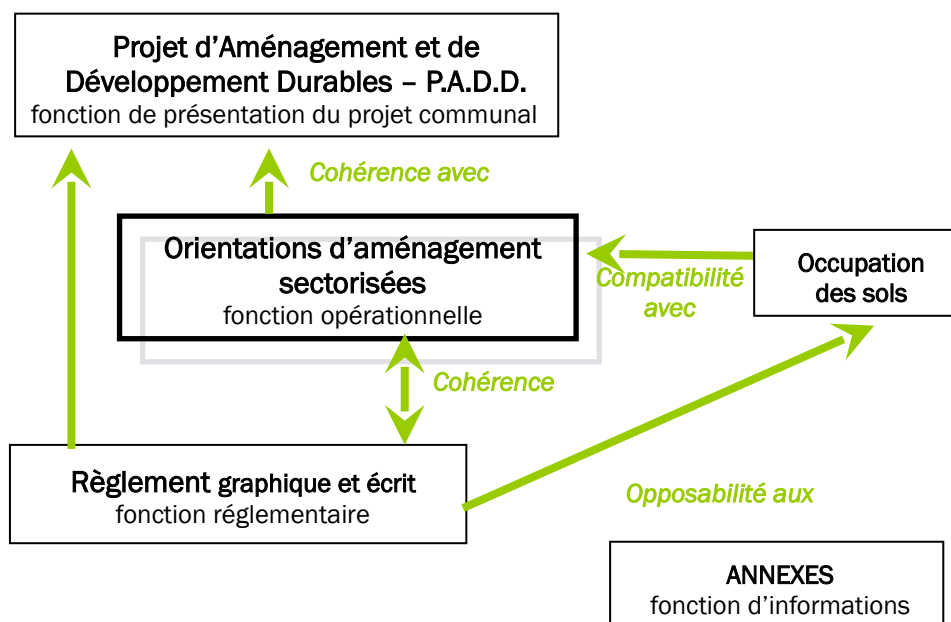 Projet d’Aménagement et de
Développement Durables – P.A.D.D.
fonction de présentation du projet communal
Cohérence avec
Orientations d’aménagement
sectorisées
fonction opérationnelle
Compatibilité
avec
Occupation
des sols
Cohérence
Règlement graphique et écrit
fonction réglementaire
Opposabilité aux
ANNEXES
fonction d’informations